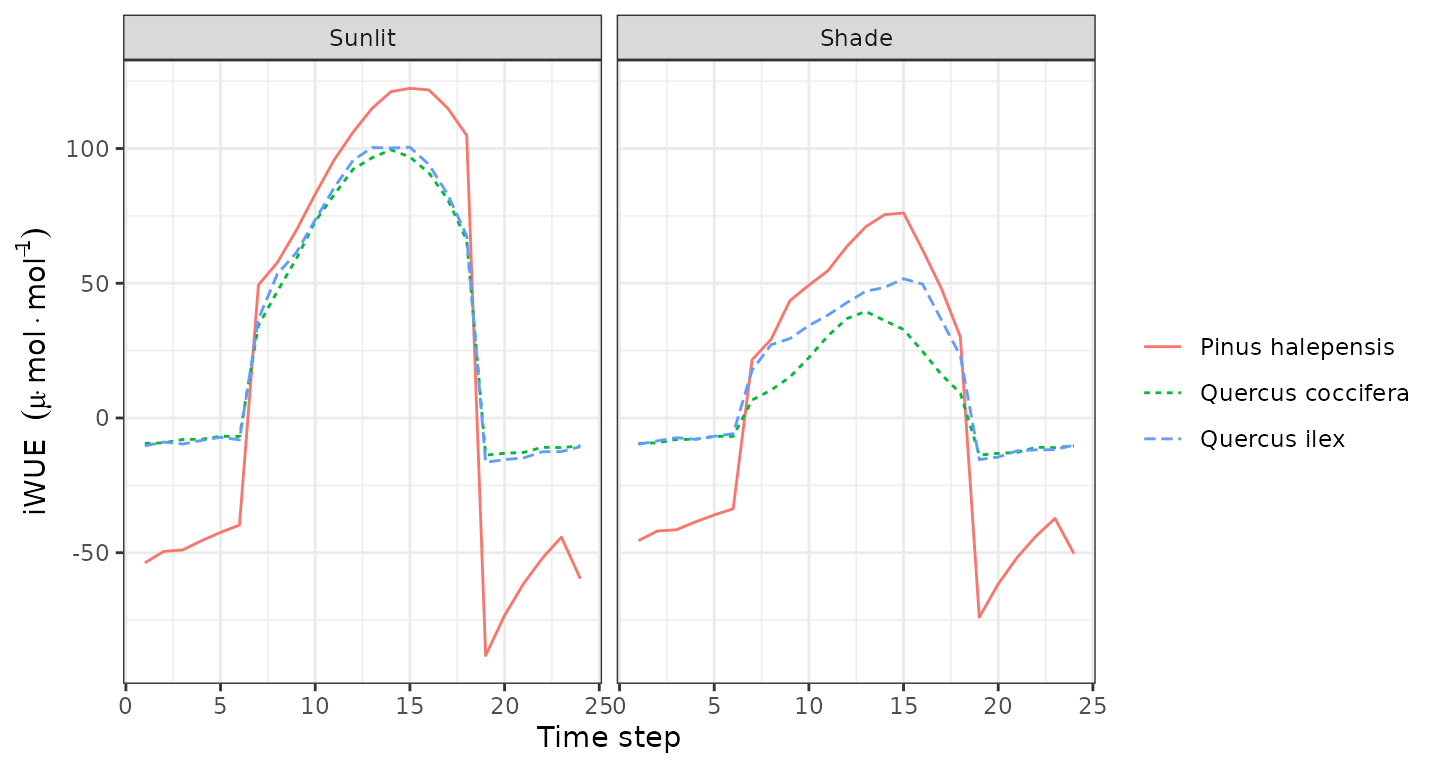 Sunlit
Shade
iWUE (μ·mol·mol⁻¹)
100
50
0
-50
0 5 10 15 20 25
0 5 10 15 20 25
Time step
Pinus halepensis
Quercus coccifera
Quercus ilex